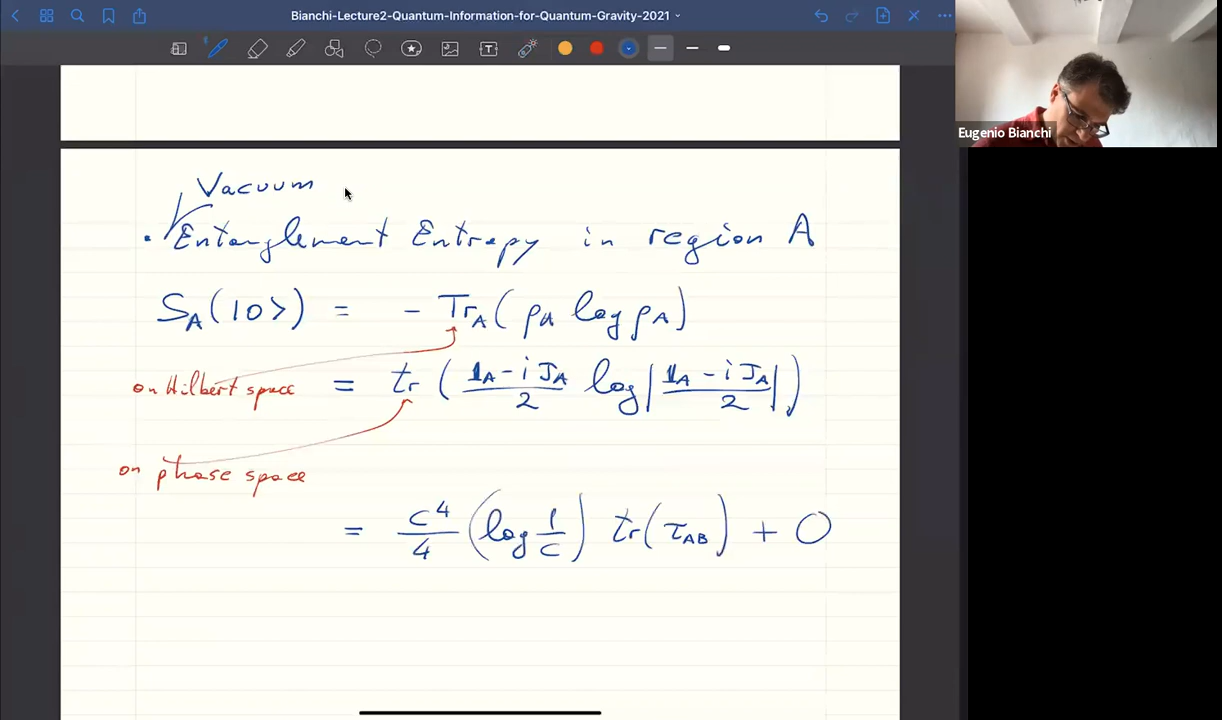 Bianchi-Lecture2-Quantum-Information-for-Quantum-Gravity-2021
Eugenio Bianchi
Vacuum
· Entanglement Entropy in region A
S_A(|0>) = - Tr_A(ρ_A log ρ_A)
on Hilbert space = tr ( (1_A - i J_A)/2 log |(1_A - i J_A)/2| )
on phase space
= c^4/4 (log 1/c) tr(τ_AB) + O